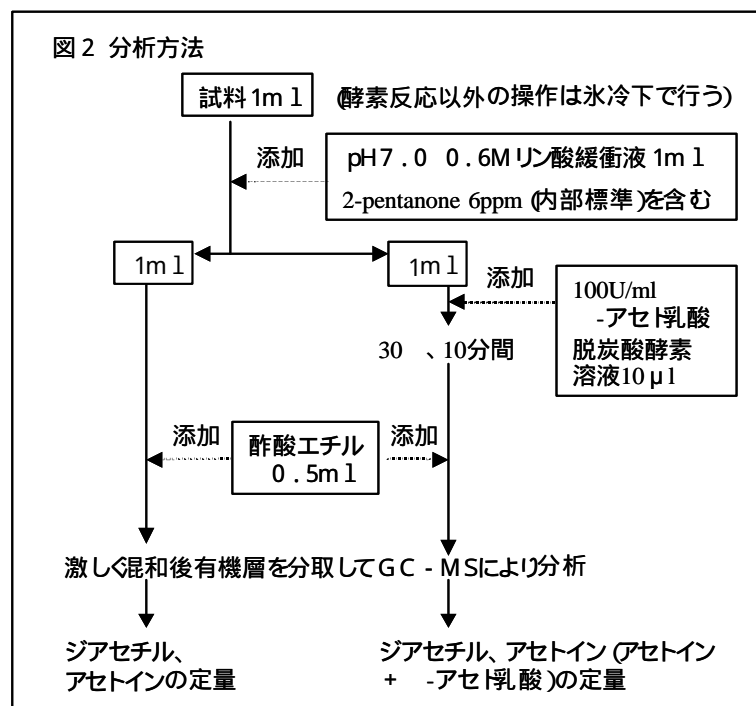 図2 分析方法
試料1ml (酵素反応以外の操作は氷冷下で行う)
添加
pH7.0 0.6Mリン酸緩衝液1ml
2-pentanone 6ppm(内部標準)を含む
1ml
1ml
添加
100U/ml
-アセト乳酸
脱炭酸酵素
溶液10μl
30 、10分間
添加
酢酸エチル
0.5ml
添加
激しく混和後有機層を分取してGC-MSにより分析
ジアセチル、
アセトインの定量
ジアセチル、アセトイン(アセトイン
+ -アセト乳酸)の定量